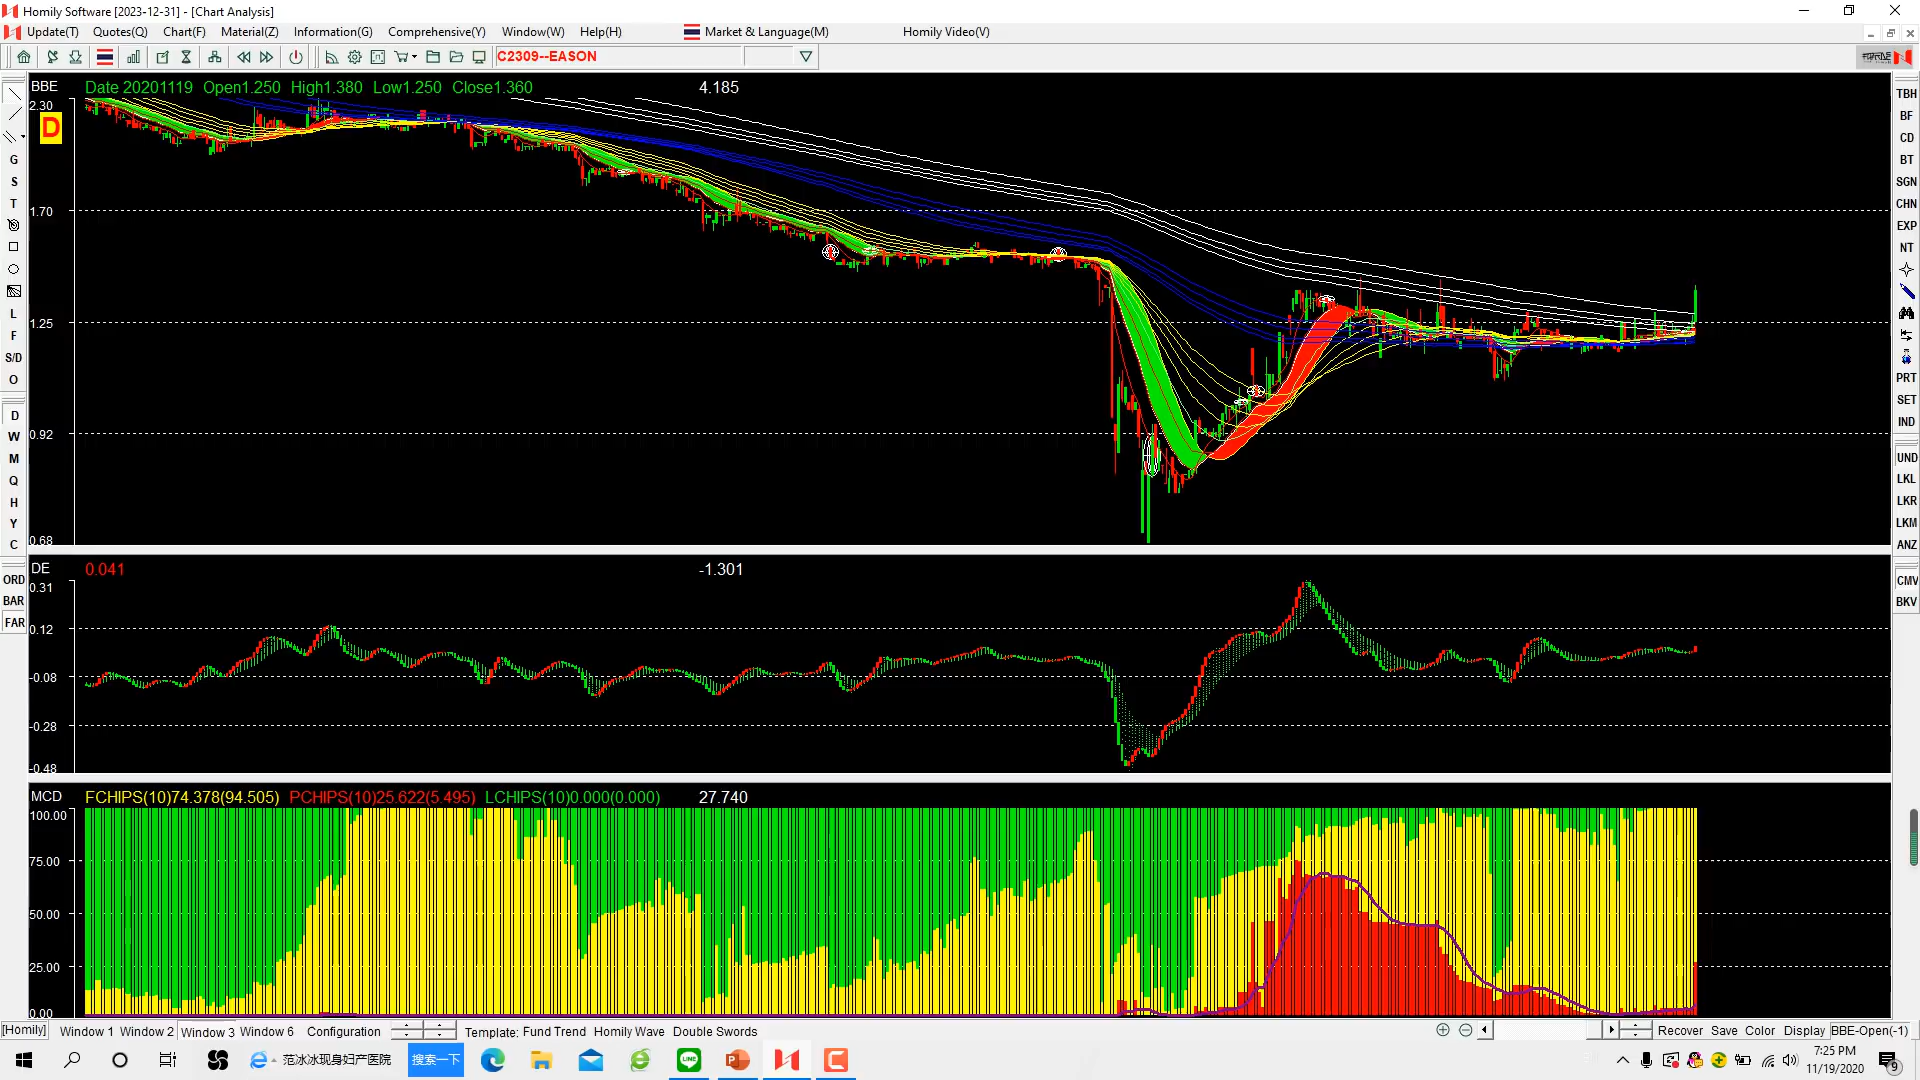 Homily Software [2023-12-31] - [Chart Analysis]
Update(T) Quotes(Q) Chart(F) Material(Z) Information(G) Comprehensive(Y) Window(W) Help(H) Market & Language(M) Homily Video(V)
C2309--EASON
BBE Date 20201119 Open1.250 High1.380 Low1.250 Close1.360 4.185
2.30
D
1.70
1.25
0.92
0.68
DE 0.041 -1.301
0.31
0.12
-0.08
-0.28
-0.48
MCD FCHIPS(10)74.378(94.505) PCHIPS(10)25.622(5.495) LCHIPS(10)0.000(0.000) 27.740
100.00
75.00
50.00
25.00
0.00
G
S
T
L
F
S/D
O
D
W
M
Q
H
Y
C
ORD
BAR
FAR
TBH
BF
CD
BT
SGN
CHN
EXP
NT
PRT
SET
IND
UND
LKL
LKR
LKM
ANZ
CMV
BKV
[Homily] Window 1 Window 2 Window 3 Window 6 Configuration Template: Fund Trend Homily Wave Double Swords Recover Save Color Display BBE-Open(-1)
范冰冰现身妇产医院 搜索一下 LINE
7:25 PM
11/19/2020
9